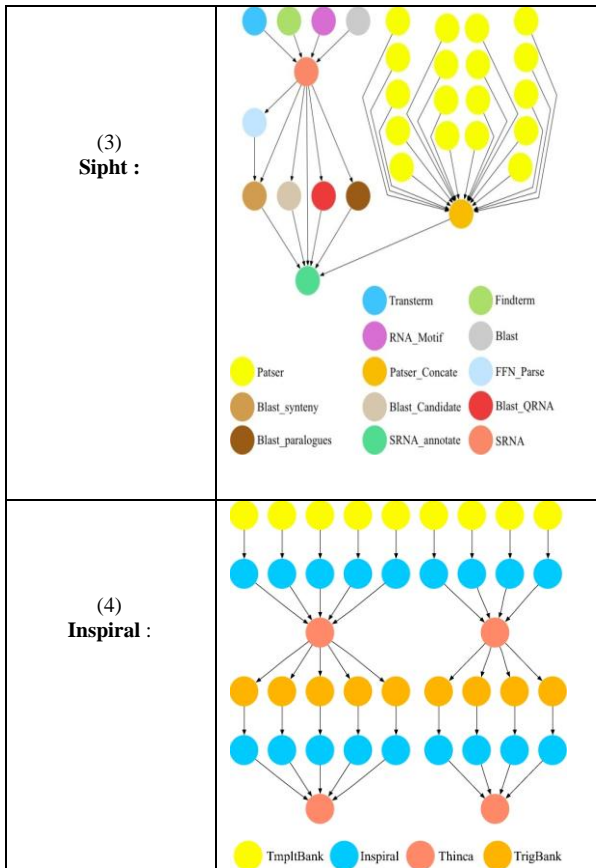 (3)
Sipht :
Transterm Findterm
RNA_Motif Blast
Patser Patser_Concate FFN_Parse
Blast_synteny Blast_Candidate Blast_QRNA
Blast_paralogues SRNA_annotate SRNA
(4)
Inspiral :
TmpltBank Inspiral Thinca TrigBank